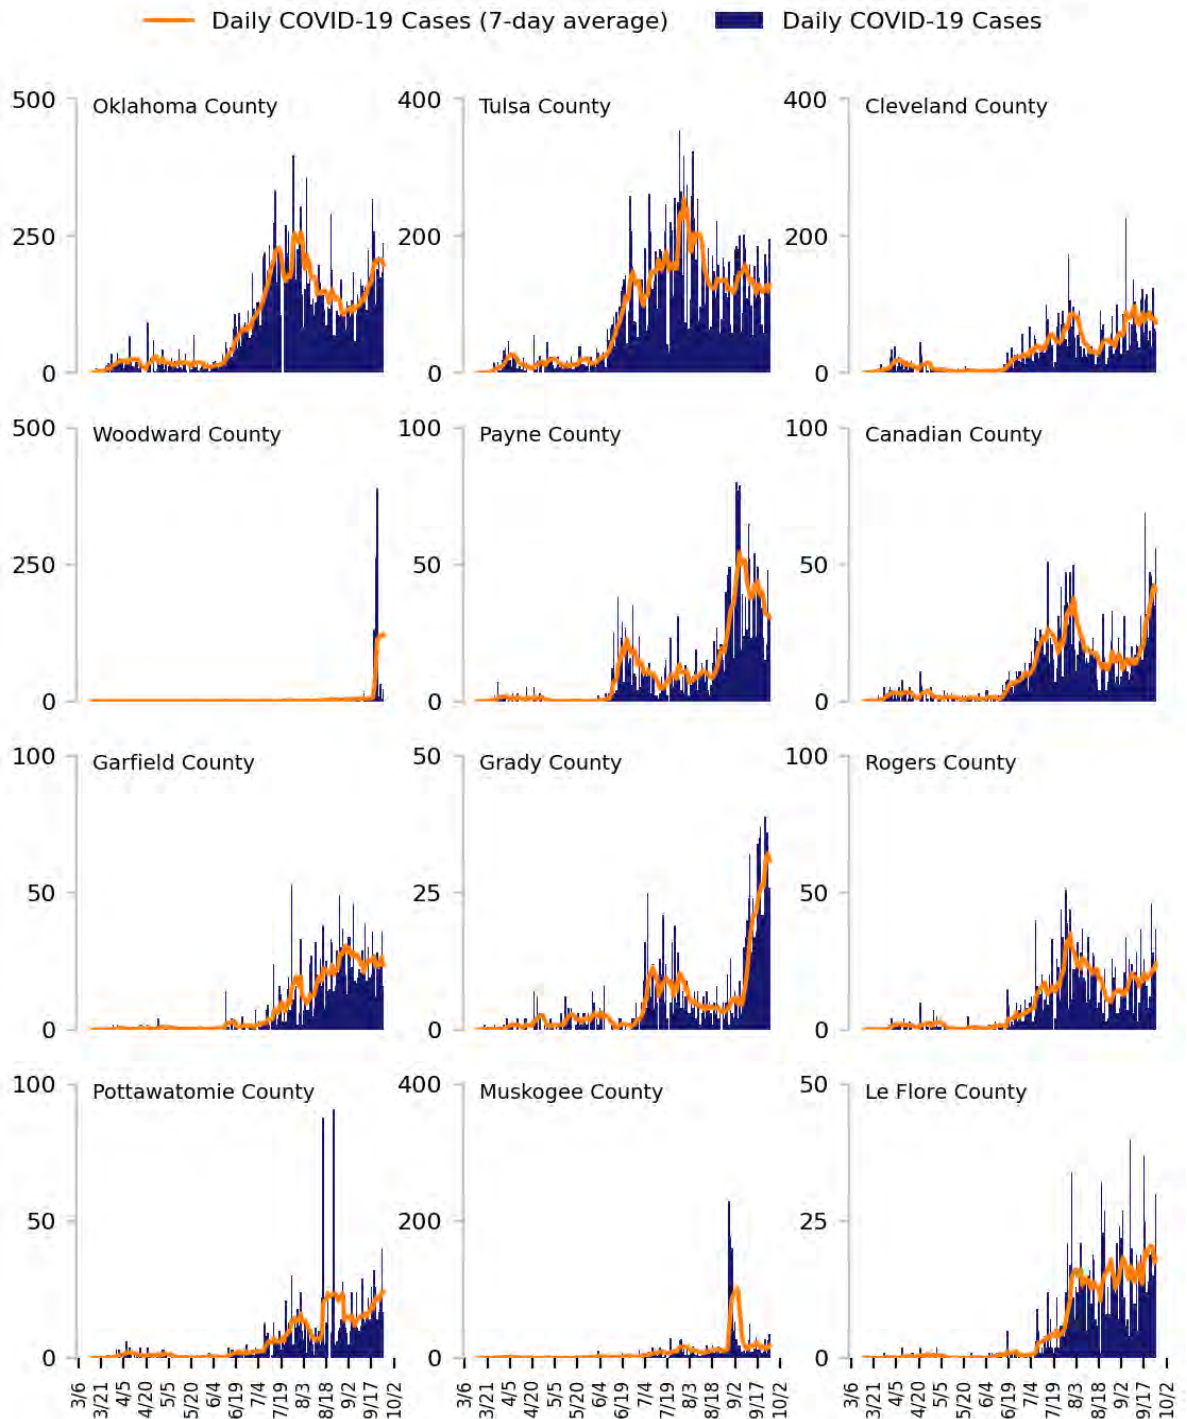 Daily COVID-19 Cases (7-day average) Daily COVID-19 Cases
500 Oklahoma County 400 Tulsa County 400 Cleveland County
250 200 200
0 0 0
500 Woodward County 100 Payne County 100 Canadian County
250 50 50
0 0 0
100 Garfield County 50 Grady County 100 Rogers County
50 25 50
0 0 0
100 Pottawatomie County 400 Muskogee County 50 Le Flore County
50 200 25
0 0 0
3/6 3/21 4/5 4/20 5/5 5/20 6/4 6/19 7/4 7/19 8/3 8/18 9/2 9/17 10/2 3/6 3/21 4/5 4/20 5/5 5/20 6/4 6/19 7/4 7/19 8/3 8/18 9/2 9/17 10/2 3/6 3/21 4/5 4/20 5/5 5/20 6/4 6/19 7/4 7/19 8/3 8/18 9/2 9/17 10/2